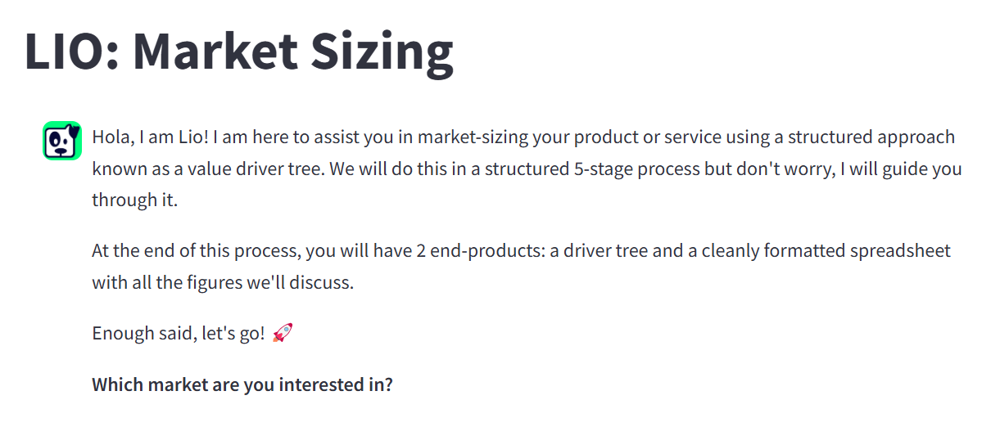 LIO: Market Sizing
Hola, I am Lio! I am here to assist you in market-sizing your product or service using a structured approach
known as a value driver tree. We will do this in a structured 5-stage process but don't worry, I will guide you
through it.
At the end of this process, you will have 2 end-products: a driver tree and a cleanly formatted spreadsheet
with all the figures we'll discuss.
Enough said, let's go! 🚀
Which market are you interested in?